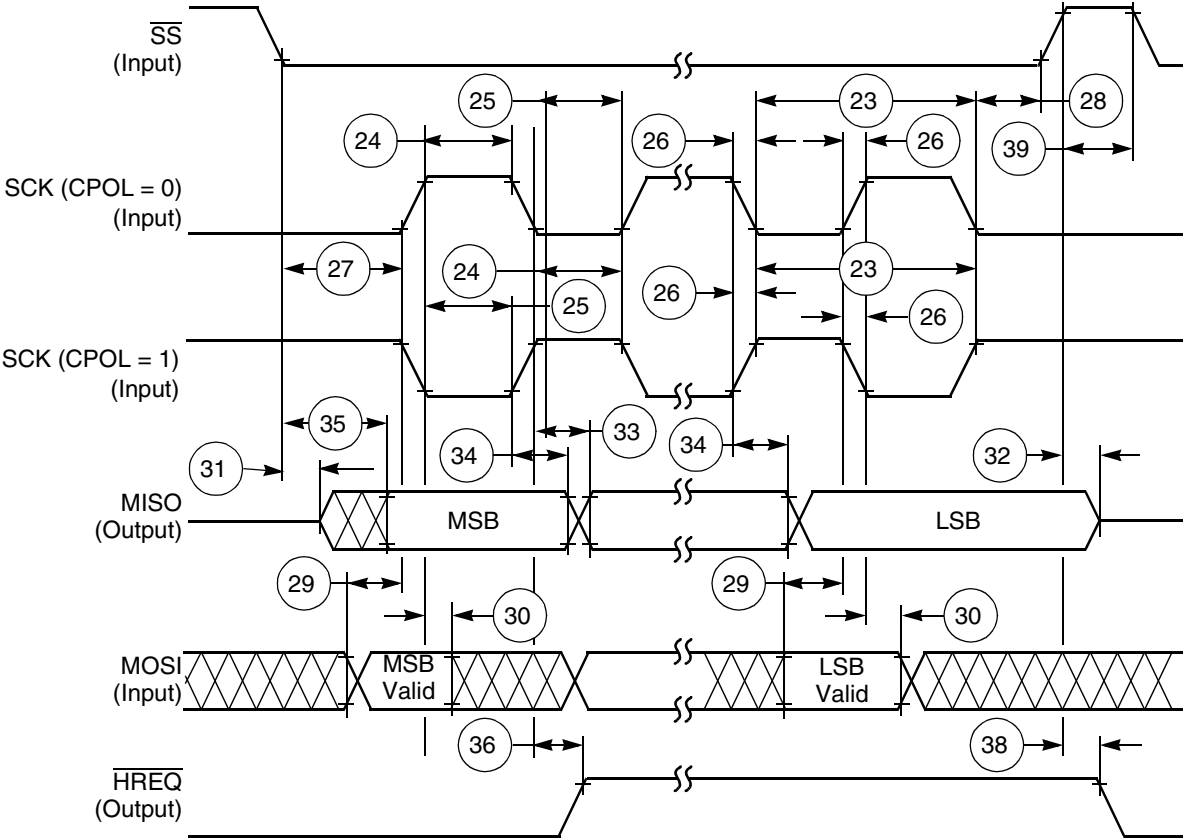 SS
(Input)
25
23
28
24
26
26
39
SCK (CPOL = 0)
(Input)
27
24
23
26
25
26
SCK (CPOL = 1)
(Input)
35
33
34
34
31
32
MISO
(Output)
MSB
LSB
29
29
30
30
MOSI
(Input)
MSB
Valid
LSB
Valid
36
38
HREQ
(Output)